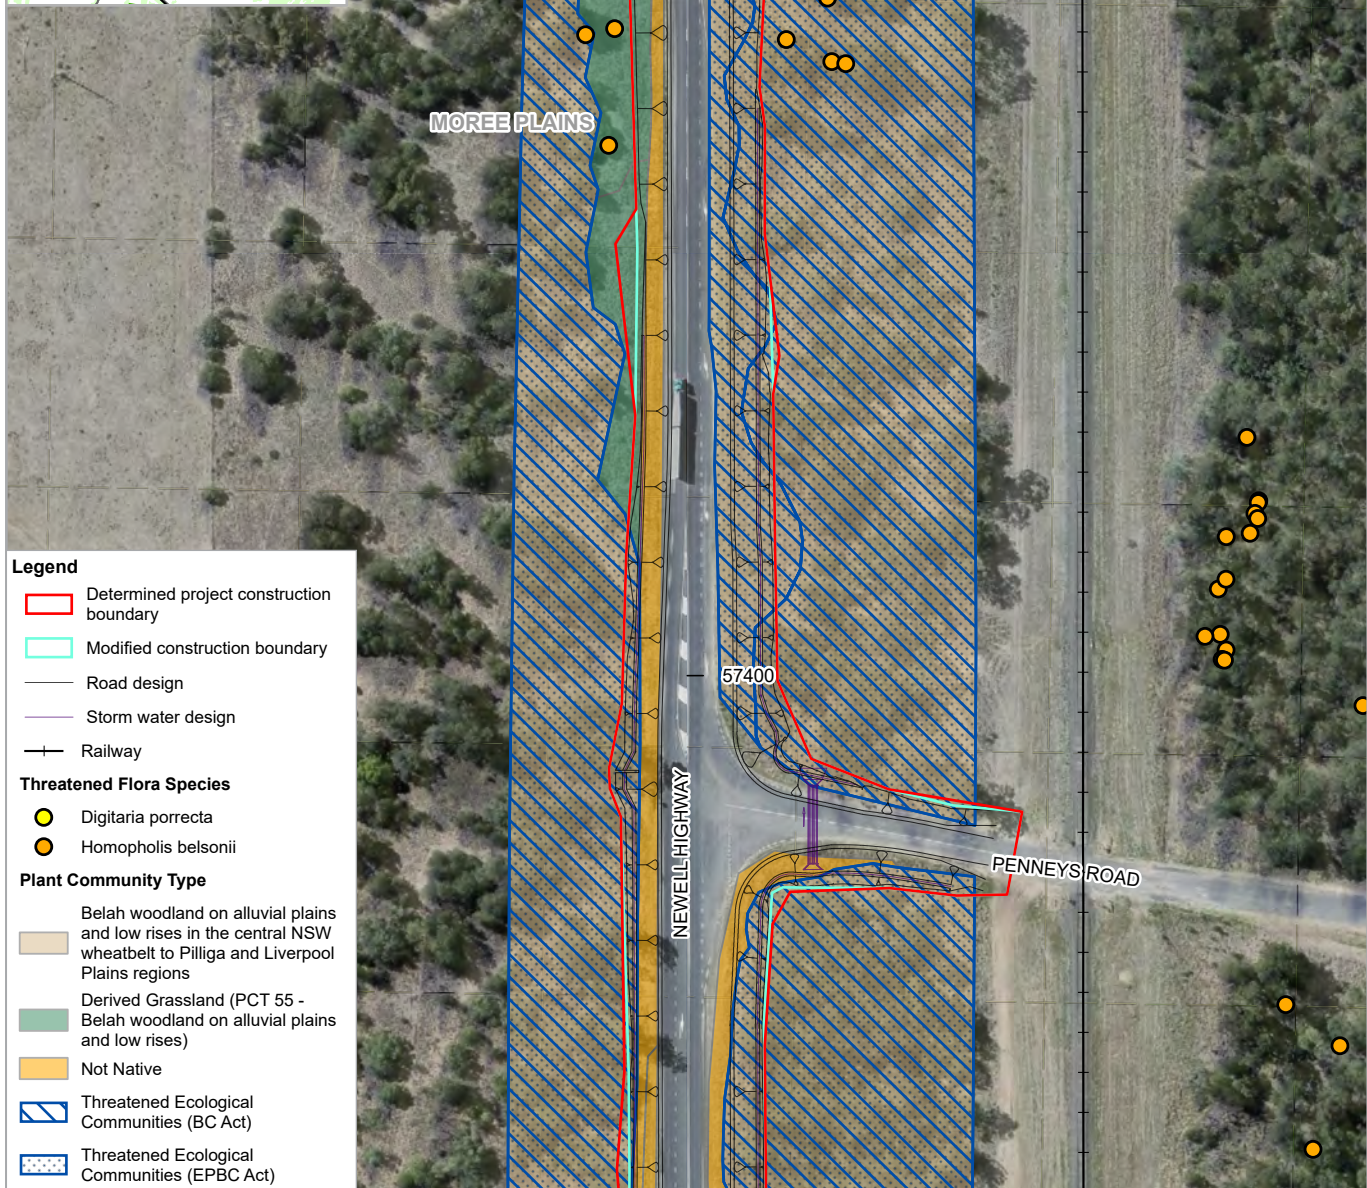 MOREE PLAINS
57400
NEWELL HIGHWAY
PENNEYS ROAD
Legend
Determined project construction
boundary
Modified construction boundary
Road design
Storm water design
Railway
Threatened Flora Species
Digitaria porrecta
Homopholis belsonii
Plant Community Type
Belah woodland on alluvial plains
and low rises in the central NSW
wheatbelt to Pilliga and Liverpool
Plains regions
Derived Grassland (PCT 55 -
Belah woodland on alluvial plains
and low rises)
Not Native
Threatened Ecological
Communities (BC Act)
Threatened Ecological
Communities (EPBC Act)